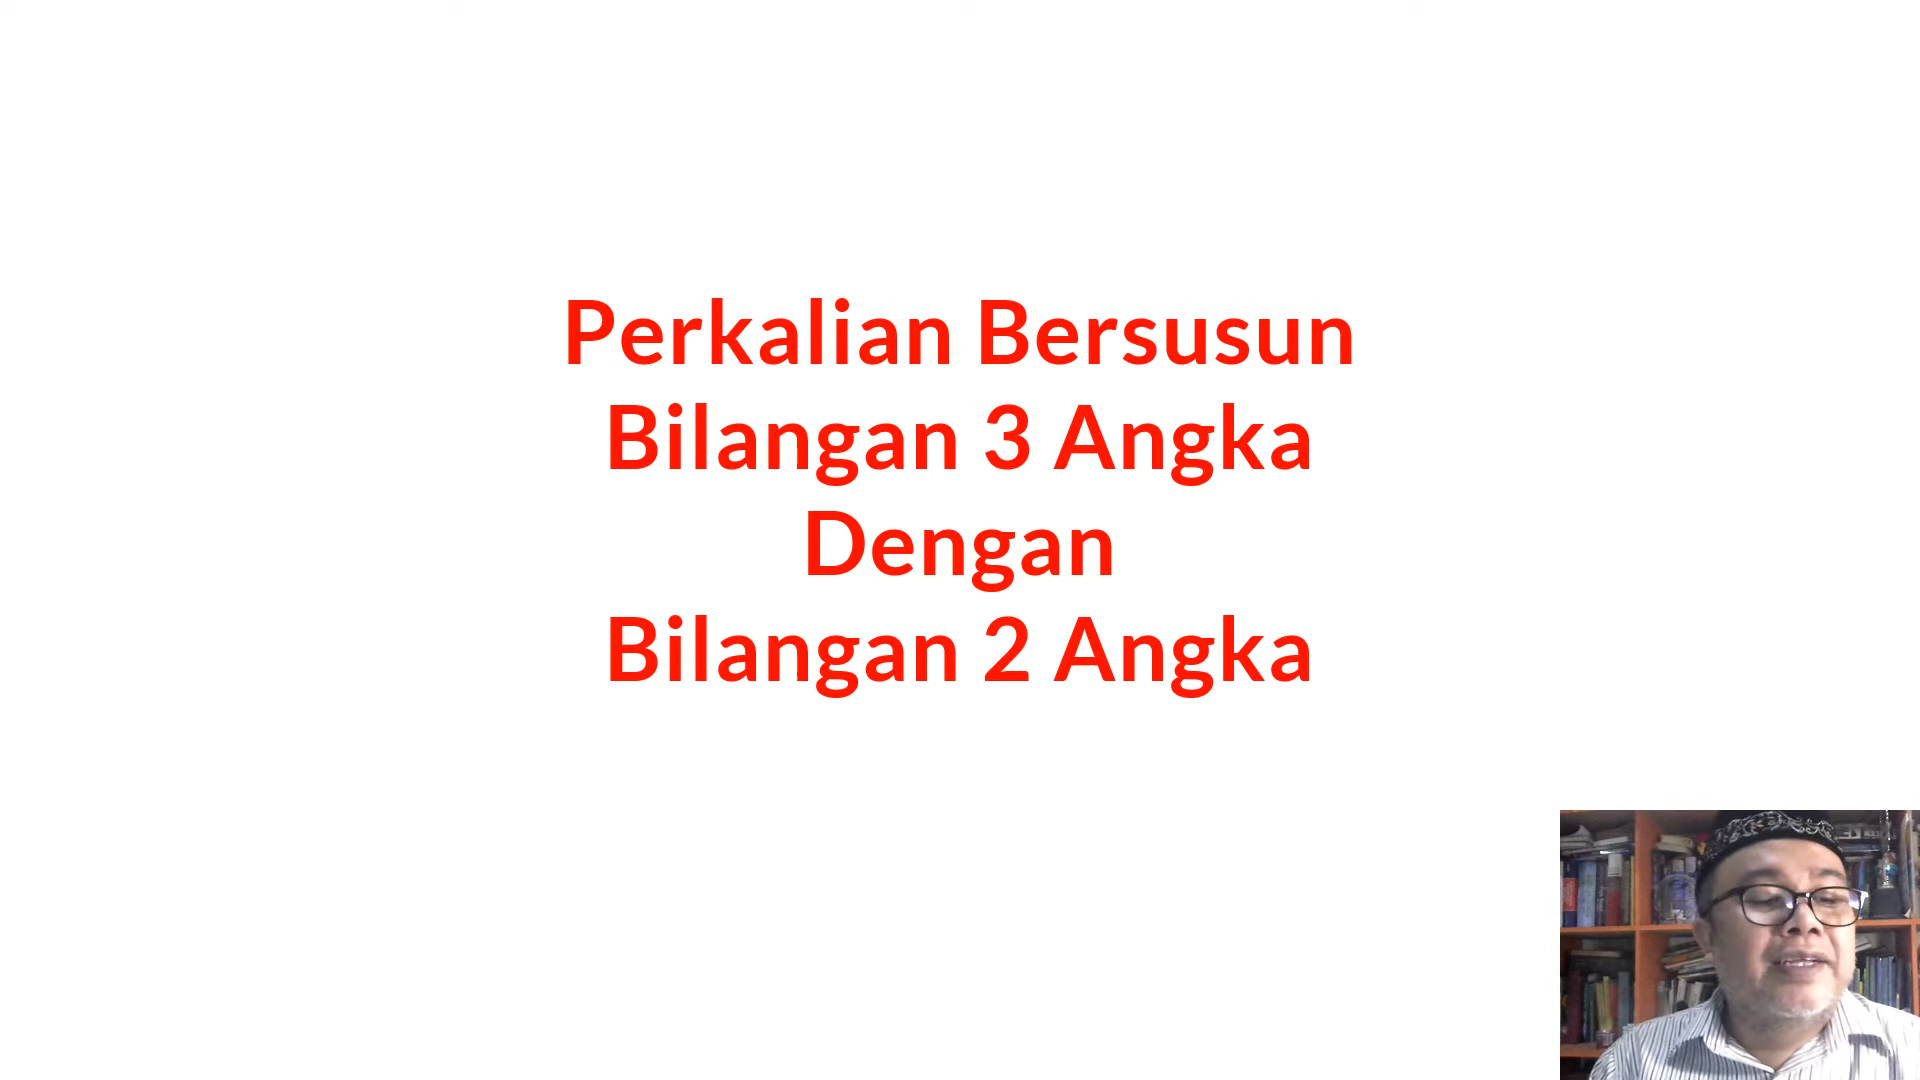 Perkalian Bersusun
Bilangan 3 Angka
Dengan
Bilangan 2 Angka